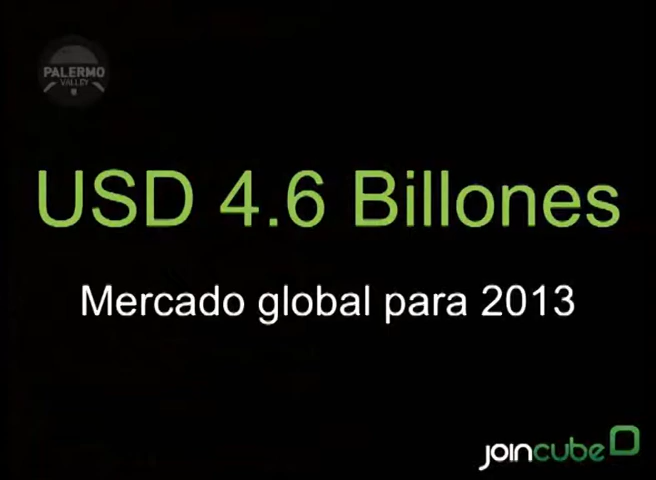 PALERMO
VALLEY
USD 4.6 Billones
Mercado global para 2013
joincube